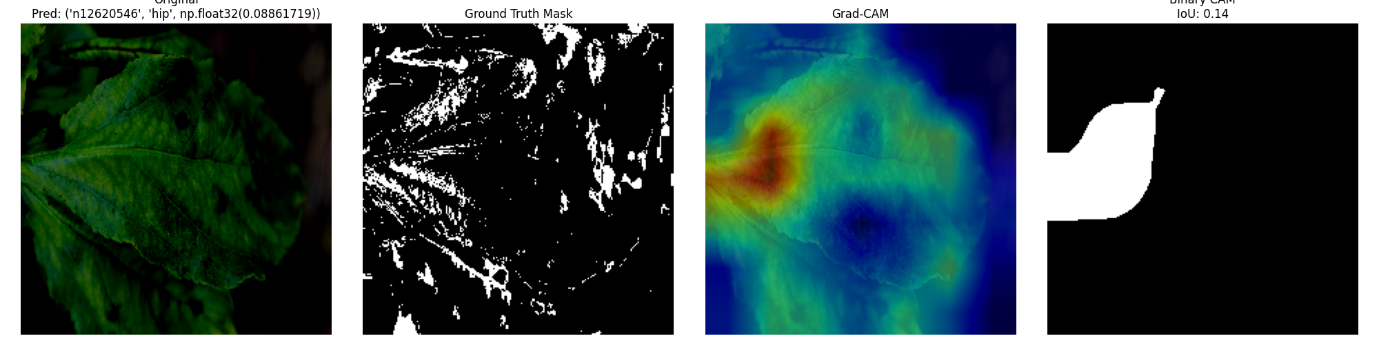 Original
Pred: ('n12620546', 'hip', np.float32(0.08861719))
Ground Truth Mask
Grad-CAM
Binary CAM
IoU: 0.14